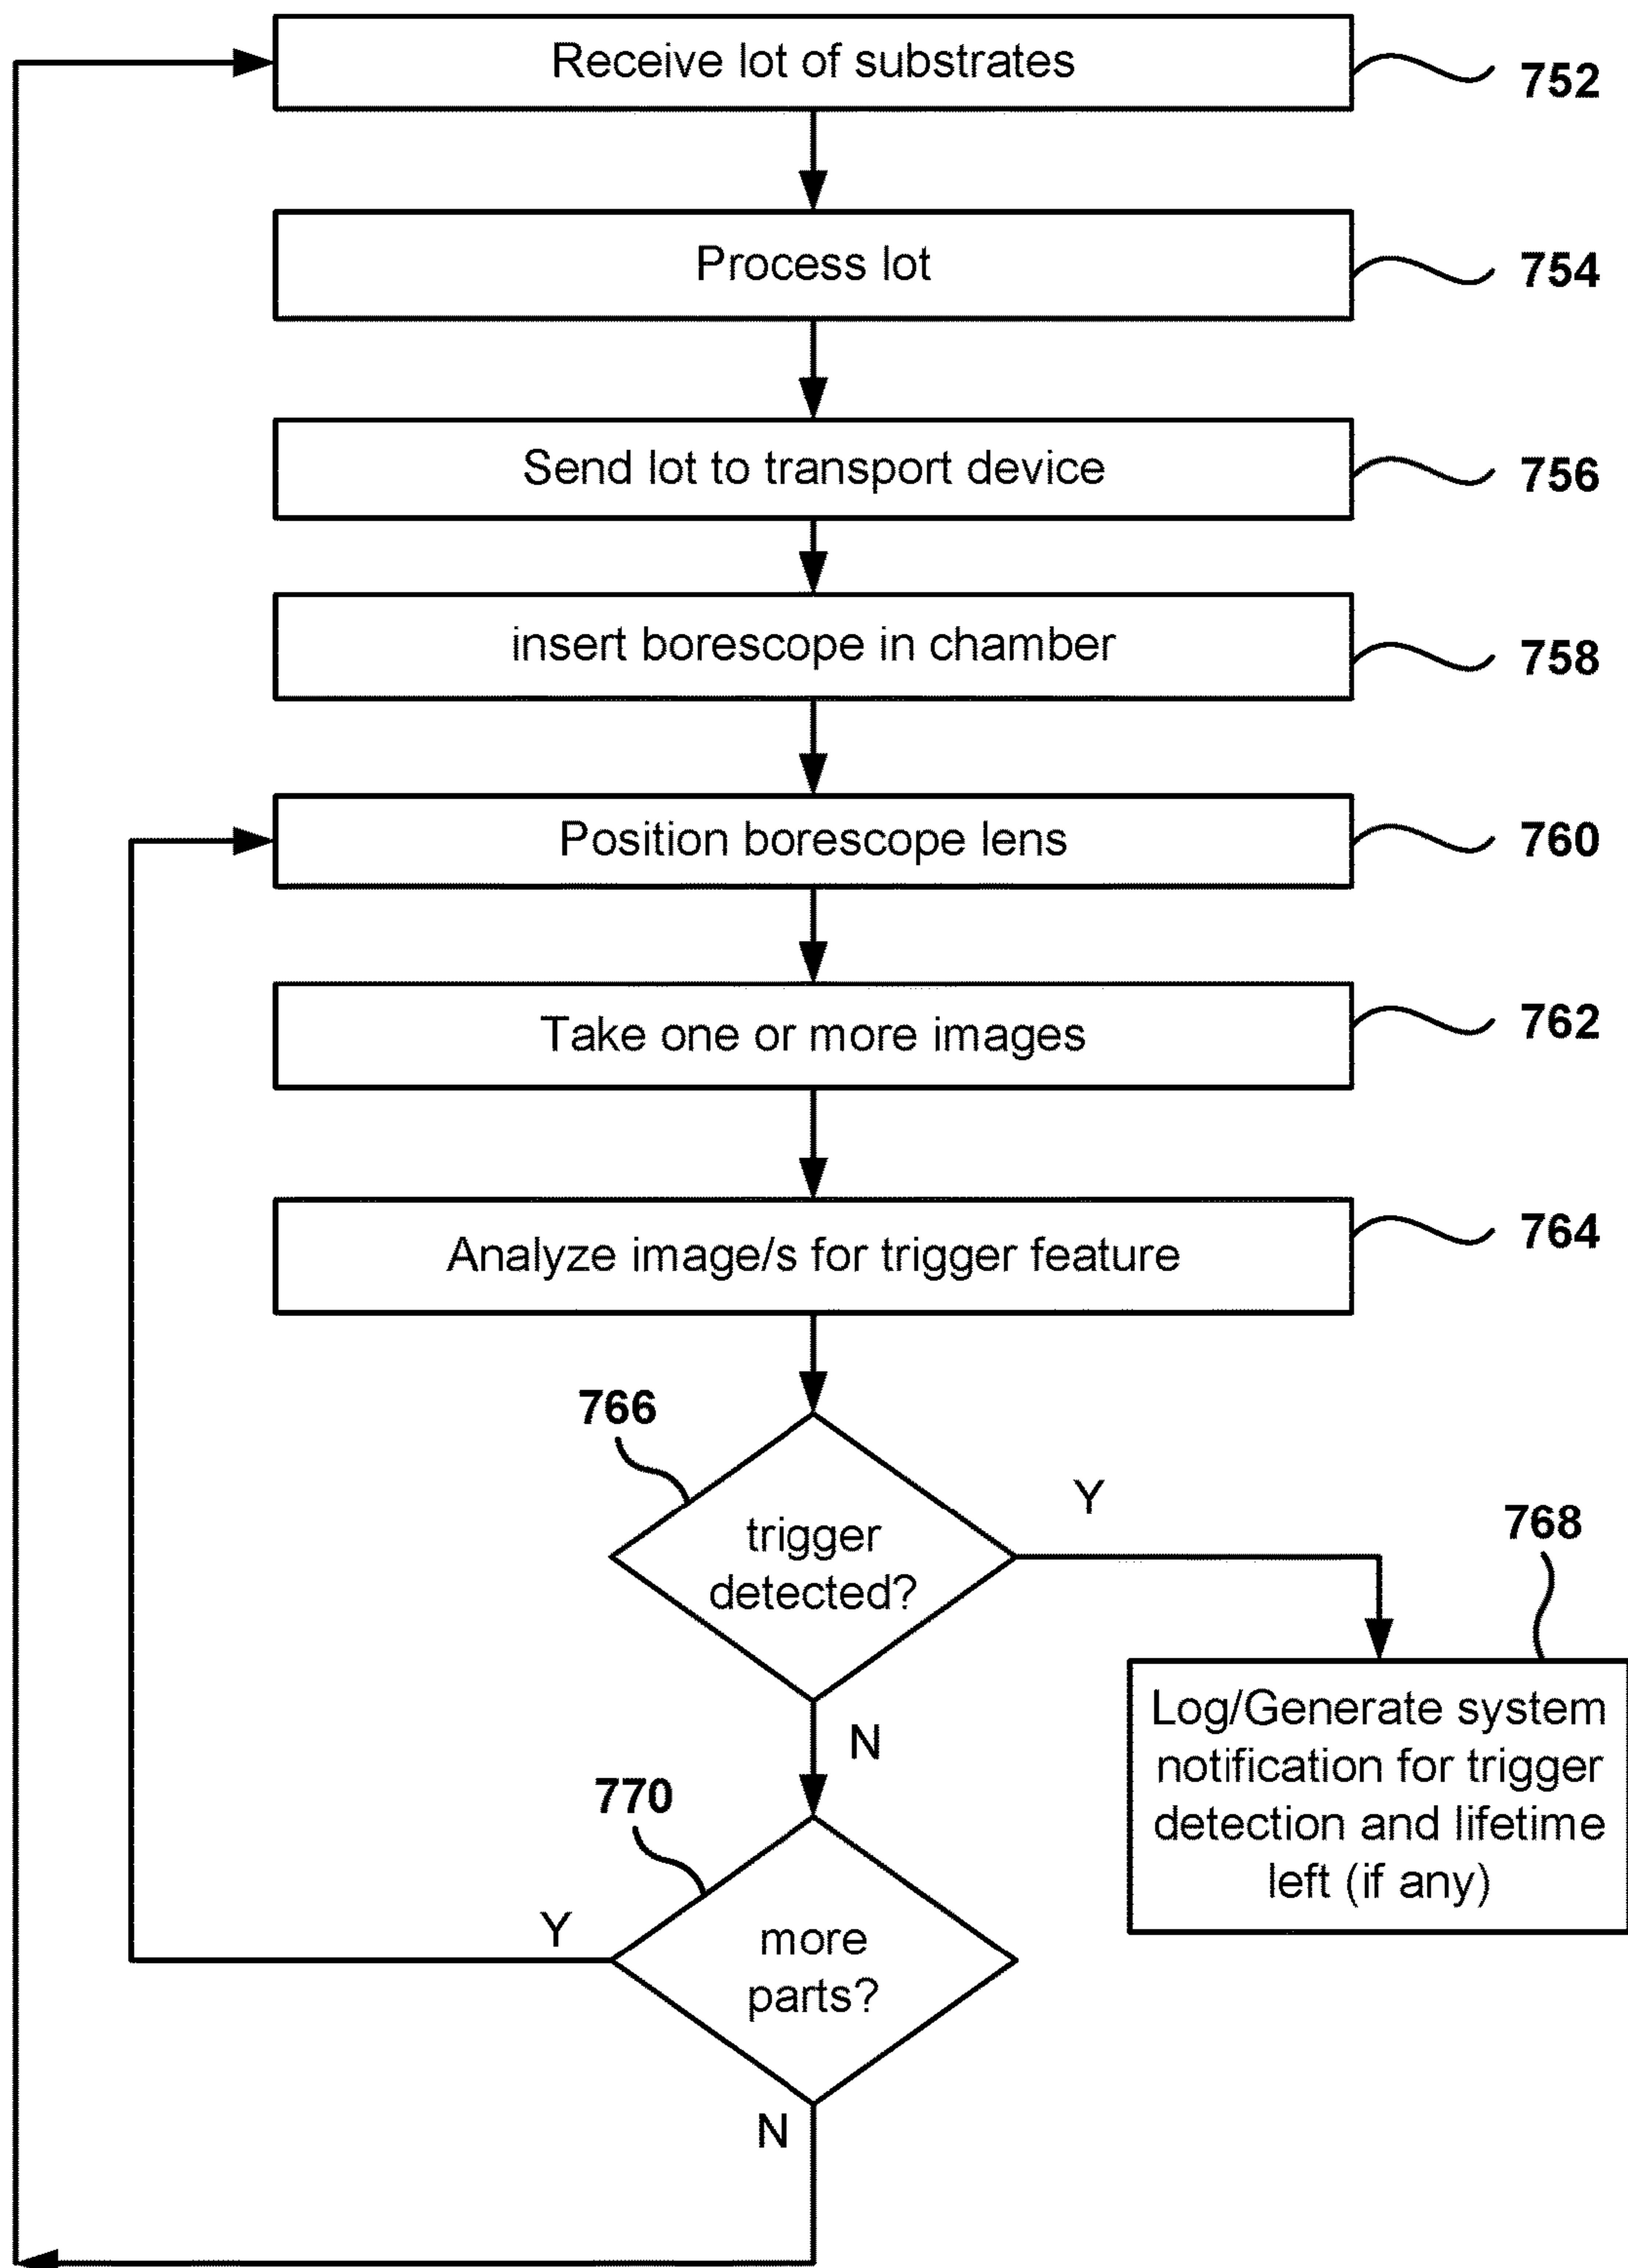 Receive lot of substrates
752
Process lot
754
Send lot to transport device
756
insert borescope in chamber
758
Position borescope lens
760
Take one or more images
762
Analyze image/s for trigger feature
764
766
trigger
detected?
Y
768
Log/Generate system
notification for trigger
detection and lifetime
left (if any)
N
770
more
parts?
Y
N